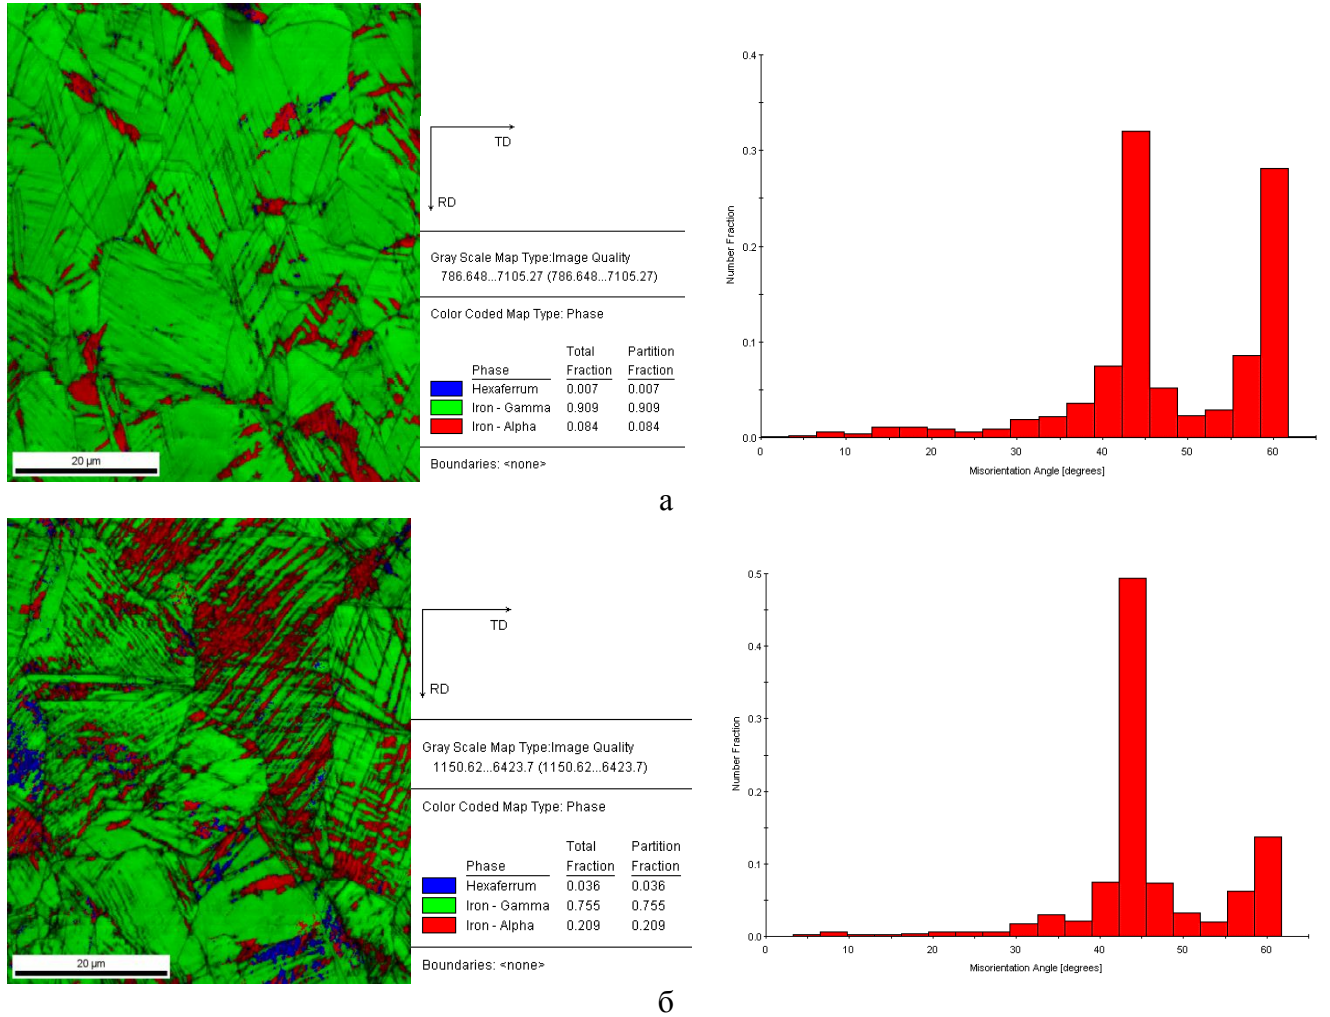 TD
RD
Gray Scale Map Type:Image Quality
786.648...7105.27 (786.648...7105.27)
Color Coded Map Type: Phase
Total Partition
Phase Fraction Fraction
Hexaferrum 0.007 0.007
Iron - Gamma 0.909 0.909
Iron - Alpha 0.084 0.084
Boundaries: <none>
20 µm
0.4
0.3
0.2
0.1
0.0
Number Fraction
0 10 20 30 40 50 60
Misorientation Angle [degrees]
а
TD
RD
Gray Scale Map Type:Image Quality
1150.62...6423.7 (1150.62...6423.7)
Color Coded Map Type: Phase
Total Partition
Phase Fraction Fraction
Hexaferrum 0.036 0.036
Iron - Gamma 0.755 0.755
Iron - Alpha 0.209 0.209
Boundaries: <none>
20 µm
0.5
0.4
0.3
0.2
0.1
0.0
Number Fraction
0 10 20 30 40 50 60
Misorientation Angle [degrees]
б